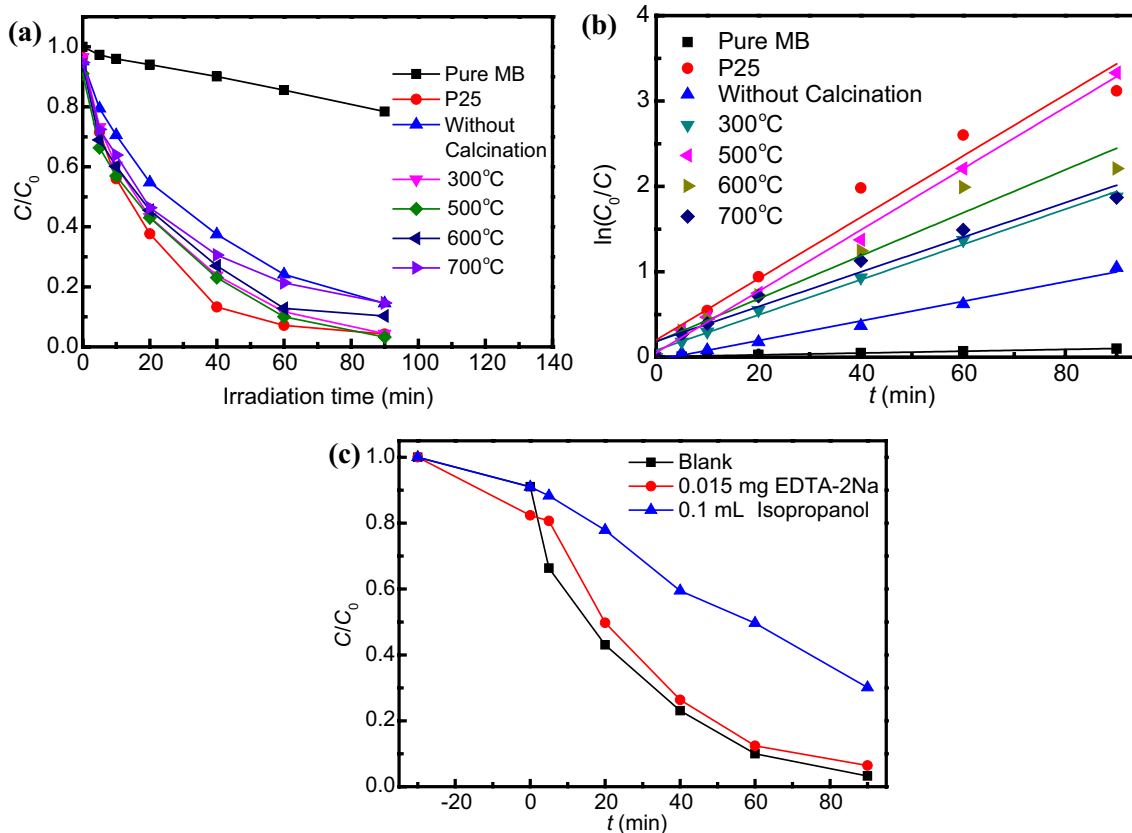 (a)
C/C₀
1.0
0.8
0.6
0.4
0.2
0.0
0 20 40 60 80 100 120 140
Irradiation time (min)
Pure MB
P25
Without
Calcination
300°C
500°C
600°C
700°C
(b)
ln(C₀/C)
4
3
2
1
0
0 20 40 60 80
t (min)
Pure MB
P25
Without Calcination
300°C
500°C
600°C
700°C
(c)
C/C₀
1.0
0.8
0.6
0.4
0.2
0.0
-20 0 20 40 60 80
t (min)
Blank
0.015 mg EDTA-2Na
0.1 mL Isopropanol